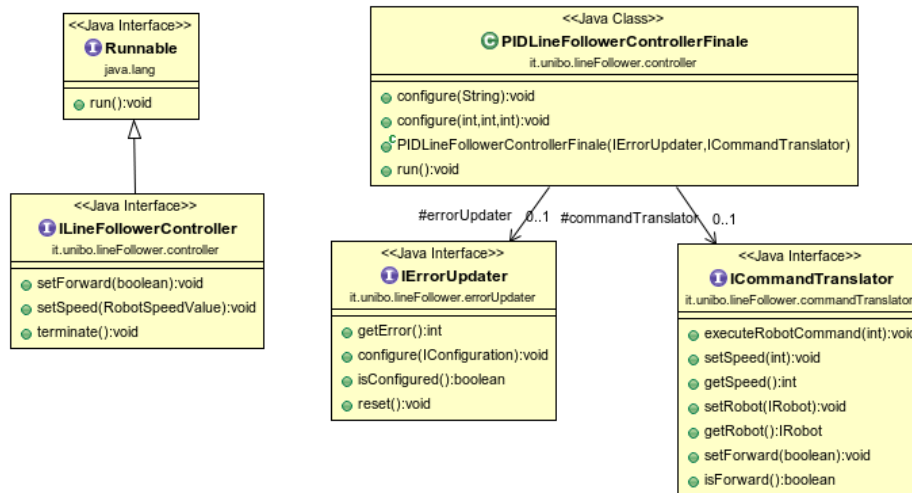 <<Java Interface>>
Runnable
java.lang
run():void
<<Java Interface>>
ILineFollowerController
it.unibo.lineFollower.controller
setForward(boolean):void
setSpeed(RobotSpeedValue):void
terminate():void
<<Java Class>>
PIDLineFollowerControllerFinale
it.unibo.lineFollower.controller
configure(String):void
configure(int,int,int):void
PIDLineFollowerControllerFinale(IErrorUpdater,ICommandTranslator)
run():void
#errorUpdater 0..1
#commandTranslator 0..1
<<Java Interface>>
IErrorUpdater
it.unibo.lineFollower.errorUpdater
getError():int
configure(IConfiguration):void
isConfigured():boolean
reset():void
<<Java Interface>>
ICommandTranslator
it.unibo.lineFollower.commandTranslator
executeRobotCommand(int):void
setSpeed(int):void
getSpeed():int
setRobot(IRobot):void
getRobot():IRobot
setForward(boolean):void
isForward():boolean